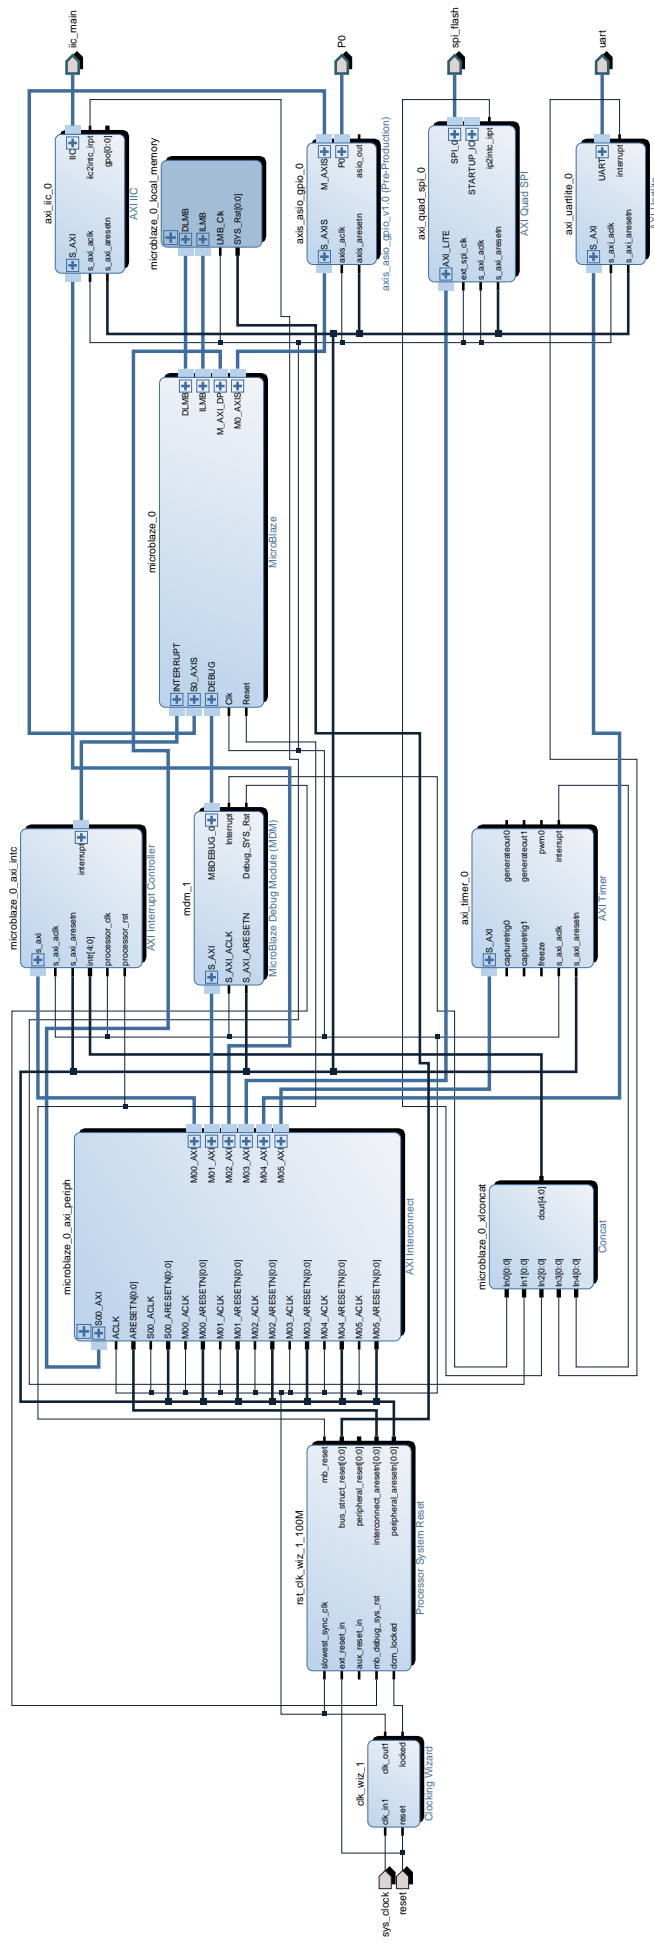 sys_clock
reset
clk_wiz_1
clk_in1
reset
clk_out1
locked
Clocking Wizard
rst_clk_wiz_1_100M
slowest_sync_clk
ext_reset_in
aux_reset_in
mb_debug_sys_rst
dcm_locked
mb_reset
bus_struct_reset[0:0]
peripheral_reset[0:0]
interconnect_aresetn[0:0]
peripheral_aresetn[0:0]
Processor System Reset
microblaze_0_axi_periph
S00_AXI
ACLK
ARESETN[0:0]
S00_ACLK
S00_ARESETN[0:0]
M00_ACLK
M00_ARESETN[0:0]
M01_ACLK
M01_ARESETN[0:0]
M02_ACLK
M02_ARESETN[0:0]
M03_ACLK
M03_ARESETN[0:0]
M04_ACLK
M04_ARESETN[0:0]
M05_ACLK
M05_ARESETN[0:0]
M00_AXI
M01_AXI
M02_AXI
M03_AXI
M04_AXI
M05_AXI
AXI Interconnect
microblaze_0_xlconcat
In0[0:0]
In1[0:0]
In2[0:0]
In3[0:0]
In4[0:0]
dout[4:0]
Concat
microblaze_0_axi_intc
s_axi
s_axi_aclk
s_axi_aresetn
intr[4:0]
processor_clk
processor_rst
interrupt
AXI Interrupt Controller
mdm_1
S_AXI
S_AXI_ACLK
S_AXI_ARESETN
MBDEBUG_0
Interrupt
Debug_SYS_Rst
MicroBlaze Debug Module (MDM)
axi_timer_0
S_AXI
capturetrig0
capturetrig1
freeze
s_axi_aclk
s_axi_aresetn
generateout0
generateout1
pwm0
interrupt
AXI Timer
microblaze_0
INTERRUPT
S0_AXIS
DEBUG
Clk
Reset
DLMB
ILMB
M_AXI_DP
M0_AXIS
MicroBlaze
axi_iic_0
S_AXI
s_axi_aclk
s_axi_aresetn
IIC
iic2intc_irpt
gpo[0:0]
AXI IIC
microblaze_0_local_memory
DLMB
ILMB
LMB_Clk
SYS_Rst[0:0]
axis_asio_gpio_0
S_AXIS
axis_aclk
axis_aresetn
M_AXIS
P0
asio_out
axis_asio_gpio_v1.0 (Pre-Production)
axi_quad_spi_0
AXI_LITE
ext_spi_clk
s_axi_aclk
s_axi_aresetn
SPI_0
STARTUP_IO
ip2intc_irpt
AXI Quad SPI
axi_uartlite_0
S_AXI
s_axi_aclk
s_axi_aresetn
UART
interrupt
iic_main
P0
spi_flash
uart